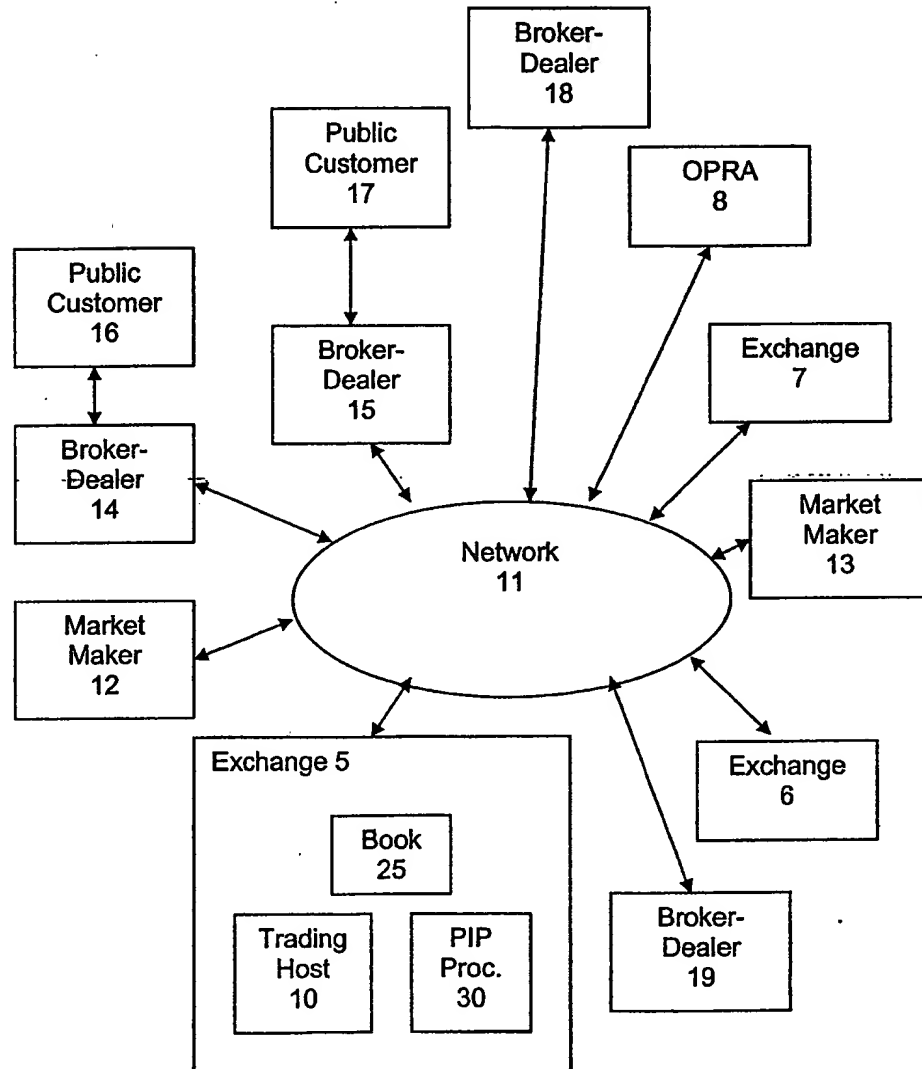 Broker-
Dealer
18
Public
Customer
17
OPRA
8
Public
Customer
16
Broker-
Dealer
15
Exchange
7
Broker-
Dealer
14
Market
Maker
13
Network
11
Market
Maker
12
Exchange 5
Exchange
6
Book
25
Trading
Host
10
PIP
Proc.
30
Broker-
Dealer
19